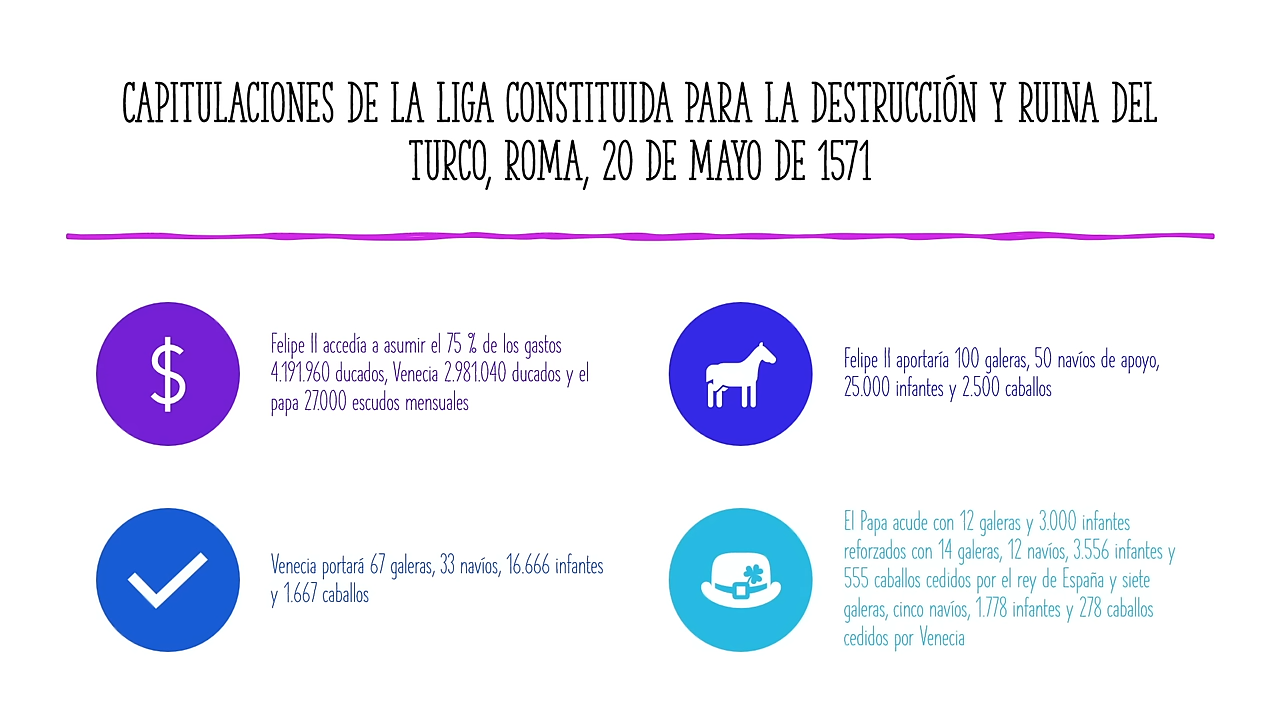 CAPITULACIONES DE LA LIGA CONSTITUIDA PARA LA DESTRUCCIÓN Y RUINA DEL
TURCO, ROMA, 20 DE MAYO DE 1571
Felipe II accedía a asumir el 75 % de los gastos
4.191.960 ducados, Venecia 2.981.040 ducados y el
papa 27.000 escudos mensuales
Felipe II aportaría 100 galeras, 50 navíos de apoyo,
25.000 infantes y 2.500 caballos
Venecia portará 67 galeras, 33 navíos, 16.666 infantes
y 1.667 caballos
El Papa acude con 12 galeras y 3.000 infantes
reforzados con 14 galeras, 12 navíos, 3.556 infantes y
555 caballos cedidos por el rey de España y siete
galeras, cinco navíos, 1.778 infantes y 278 caballos
cedidos por Venecia